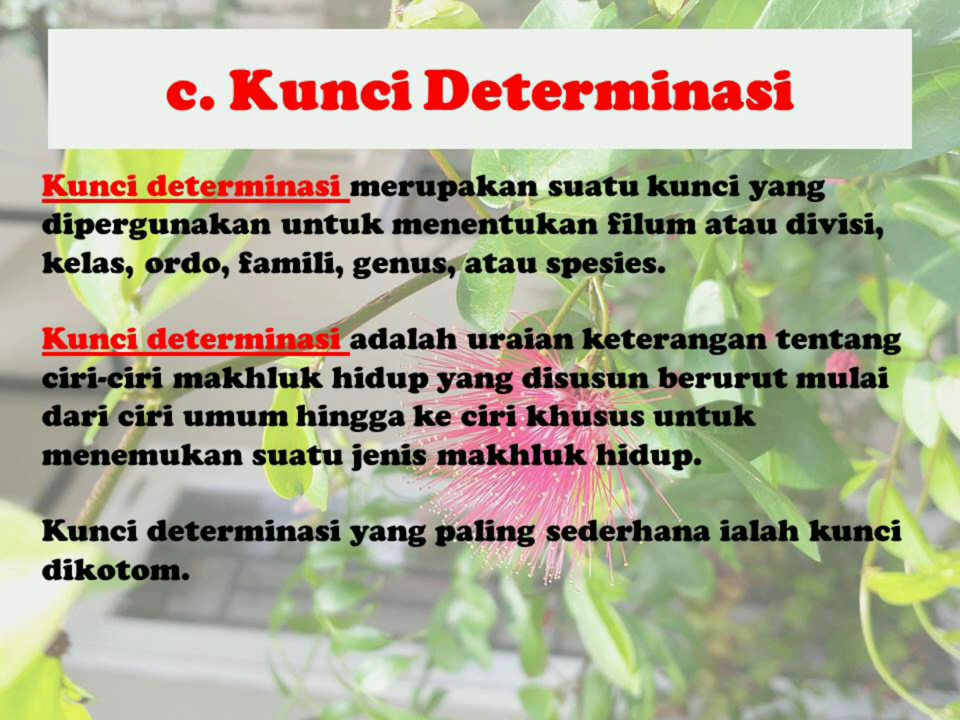 c. Kunci Determinasi
Kunci determinasi merupakan suatu kunci yang
dipergunakan untuk menentukan filum atau divisi,
kelas, ordo, famili, genus, atau spesies.
Kunci determinasi adalah uraian keterangan tentang
ciri-ciri makhluk hidup yang disusun berurut mulai
dari ciri umum hingga ke ciri khusus untuk
menemukan suatu jenis makhluk hidup.
Kunci determinasi yang paling sederhana ialah kunci
dikotom.